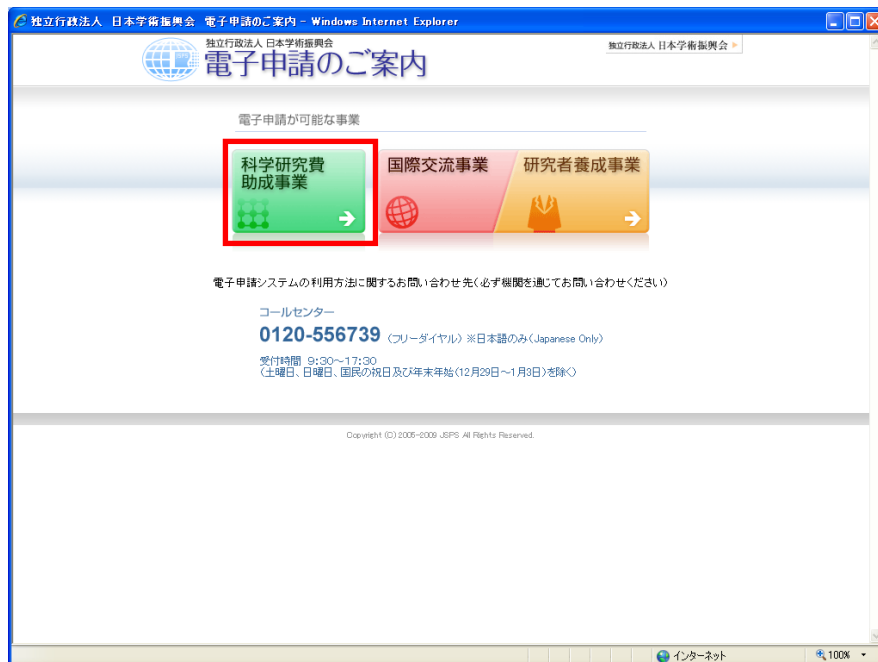 独立行政法人 日本学術振興会 電子申請のご案内 - Windows Internet Explorer
独立行政法人 日本学術振興会
電子申請のご案内
独立行政法人 日本学術振興会
電子申請が可能な事業
科学研究費
助成事業
国際交流事業
研究者養成事業
電子申請システムの利用方法に関するお問い合わせ先(必ず機関を通じてお問い合わせください)
コールセンター
0120-556739 (フリーダイヤル) ※日本語のみ(Japanese Only)
受付時間 9:30～17:30
(土曜日、日曜日、国民の祝日及び年末年始(12月29日～1月3日)を除く)
Copyright (C) 2005-2009 JSPS All Rights Reserved.
インターネット
100%